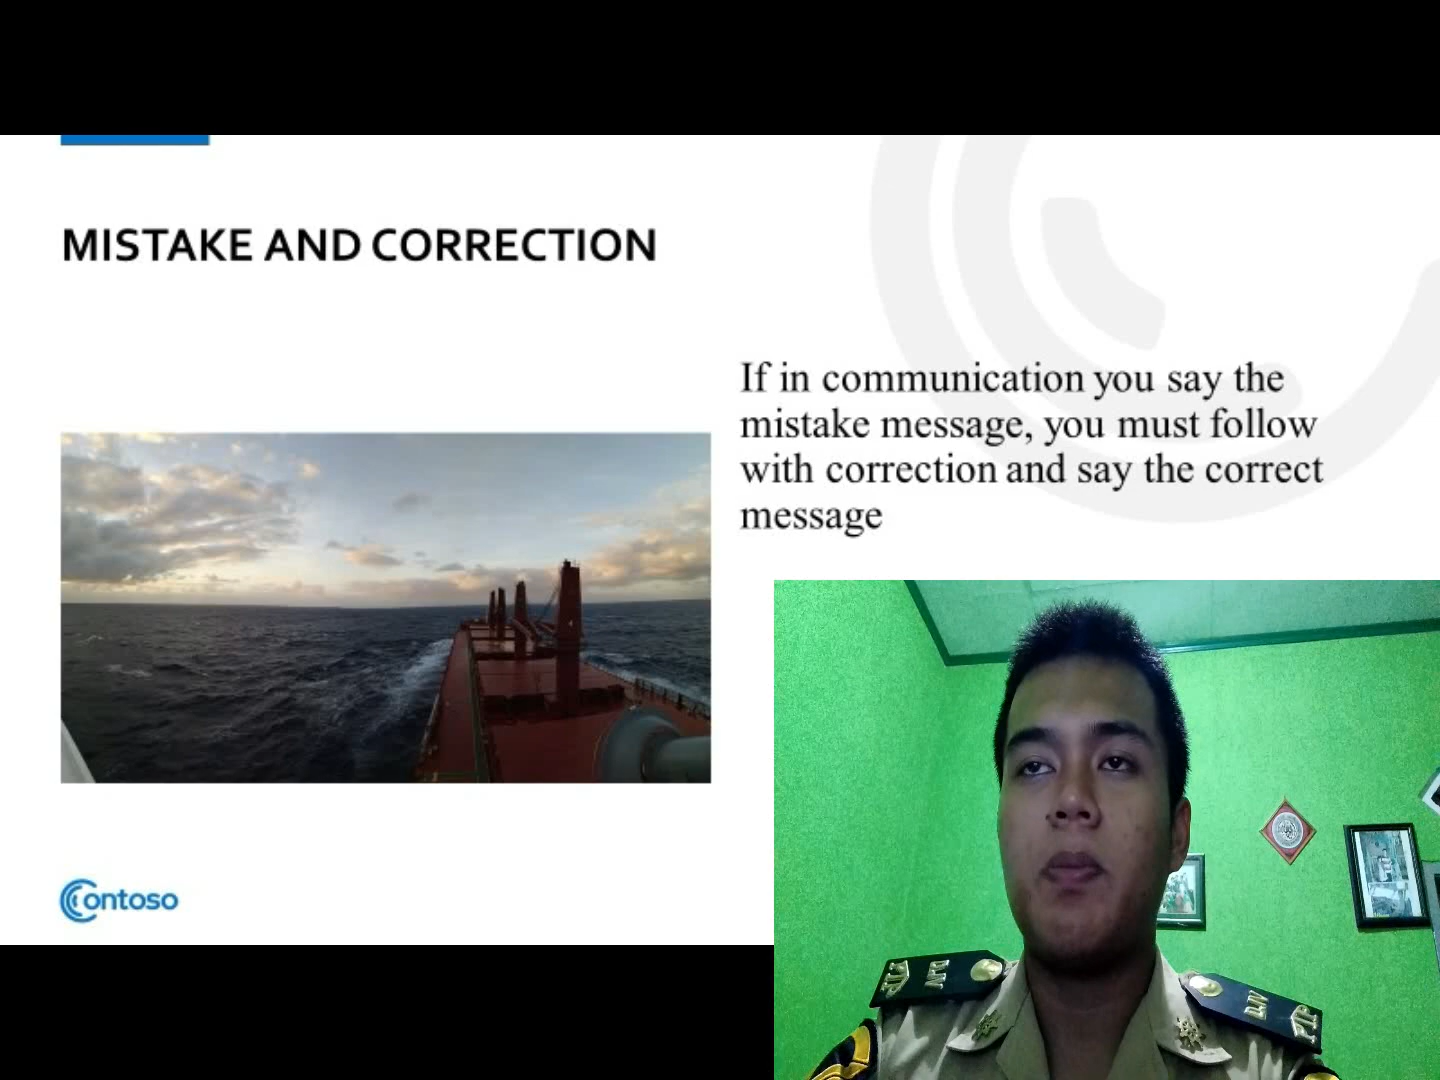 MISTAKE AND CORRECTION
If in communication you say the
mistake message, you must follow
with correction and say the correct
message
Contoso
PIP